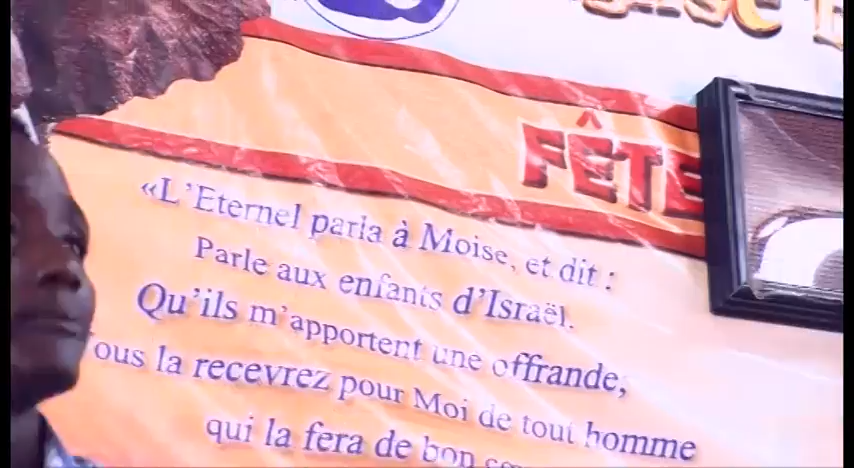 FÊTE
«L'Eternel parla à Moise, et dit :
Parle aux enfants d'Israël.
Qu'ils m'apportent une offrande,
ous la recevrez pour Moi de tout homme
qui la fera de bon